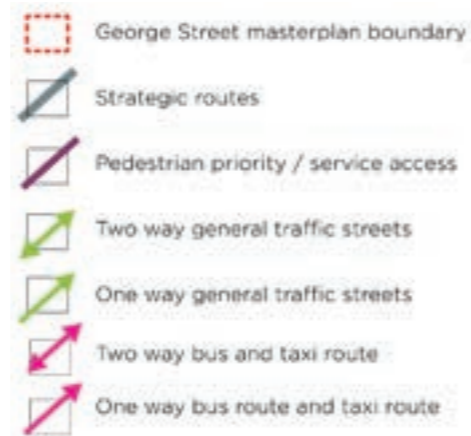 George Street masterplan boundary
Strategic routes
Pedestrian priority / service access
Two way general traffic streets
One way general traffic streets
Two way bus and taxi route
One way bus route and taxi route